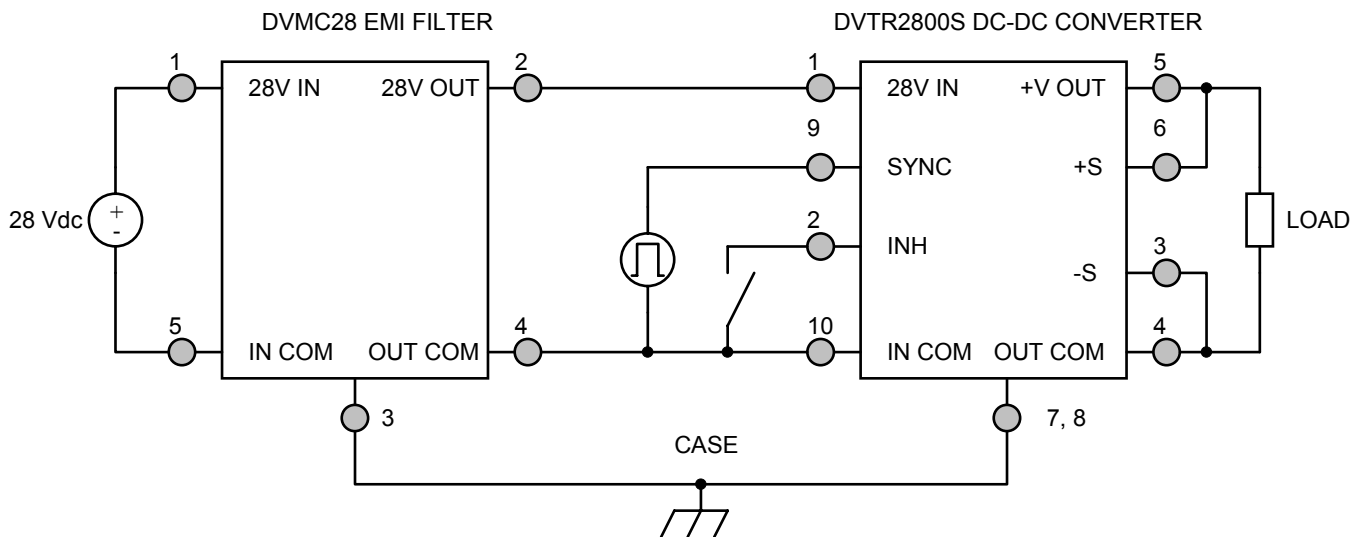 DVMC28 EMI FILTER
DVTR2800S DC-DC CONVERTER
1
2
1
5
28V IN
28V OUT
28V IN
+V OUT
9
6
SYNC
+S
28 Vdc
+
-
LOAD
2
INH
3
-S
5
4
10
4
IN COM
OUT COM
IN COM
OUT COM
3
7, 8
CASE